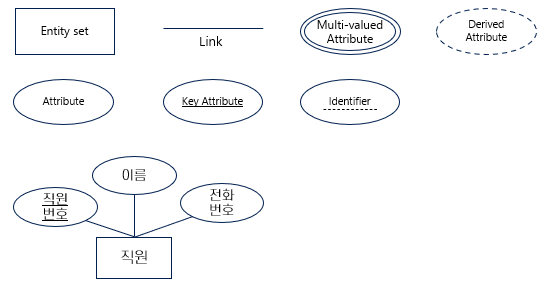 Entity set
Link
Multi-valued
Attribute
Derived
Attribute
Attribute
Key Attribute
Identifier
이름
직원
번호
전화
번호
직원